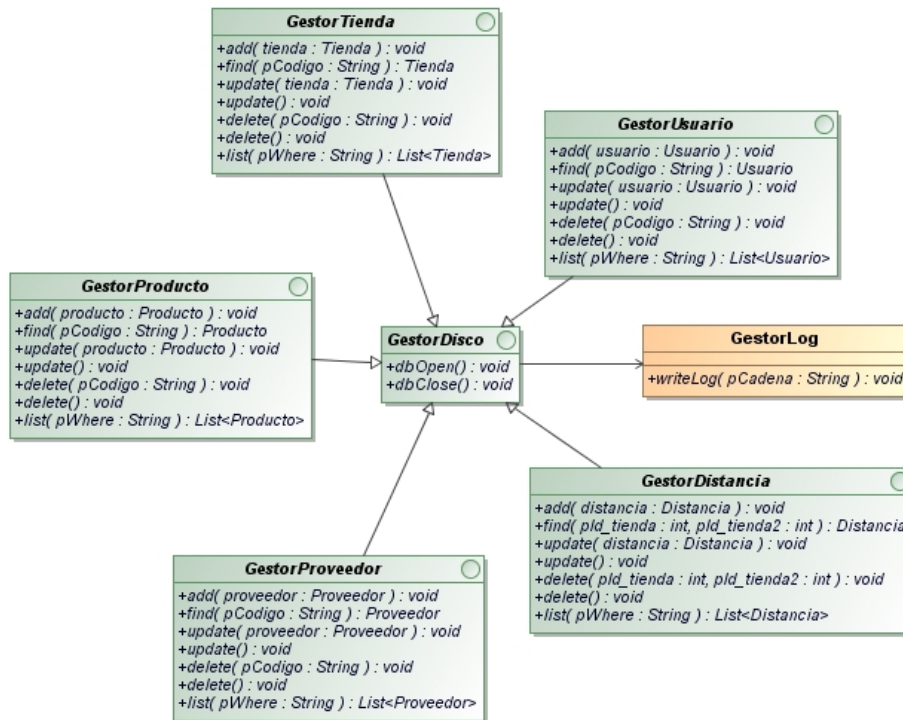 GestorTienda
+add( tienda : Tienda ) : void
+find( pCodigo : String ) : Tienda
+update( tienda : Tienda ) : void
+update() : void
+delete( pCodigo : String ) : void
+delete() : void
+list( pWhere : String ) : List<Tienda>
GestorUsuario
+add( usuario : Usuario ) : void
+find( pCodigo : String ) : Usuario
+update( usuario : Usuario ) : void
+update() : void
+delete( pCodigo : String ) : void
+delete() : void
+list( pWhere : String ) : List<Usuario>
GestorProducto
+add( producto : Producto ) : void
+find( pCodigo : String ) : Producto
+update( producto : Producto ) : void
+update() : void
+delete( pCodigo : String ) : void
+delete() : void
+list( pWhere : String ) : List<Producto>
GestorDisco
+dbOpen() : void
+dbClose() : void
GestorLog
+writeLog( pCadena : String ) : void
GestorDistancia
+add( distancia : Distancia ) : void
+find( pId_tienda : int, pId_tienda2 : int ) : Distancia
+update( distancia : Distancia ) : void
+update() : void
+delete( pId_tienda : int, pId_tienda2 : int ) : void
+delete() : void
+list( pWhere : String ) : List<Distancia>
GestorProveedor
+add( proveedor : Proveedor ) : void
+find( pCodigo : String ) : Proveedor
+update( proveedor : Proveedor ) : void
+update() : void
+delete( pCodigo : String ) : void
+delete() : void
+list( pWhere : String ) : List<Proveedor>